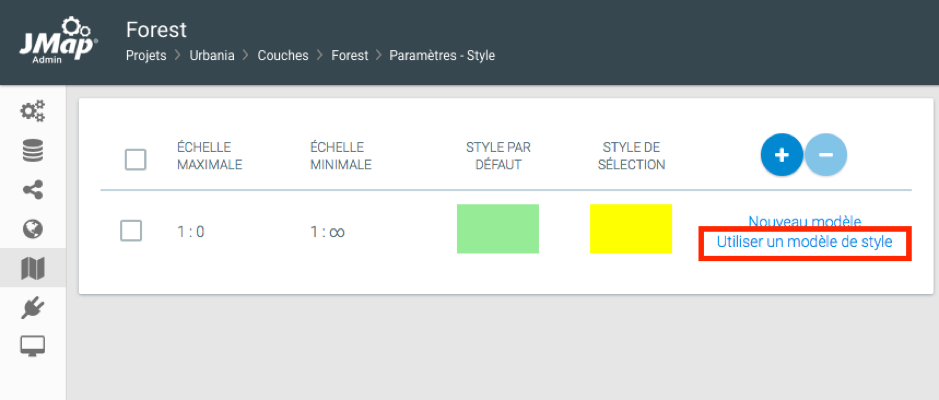 JMap
Admin
Forest
Projets > Urbania > Couches > Forest > Paramètres - Style
ÉCHELLE
MAXIMALE
ÉCHELLE
MINIMALE
STYLE PAR
DÉFAUT
STYLE DE
SÉLECTION
1 : 0
1 : ∞
Nouveau modèle
Utiliser un modèle de style